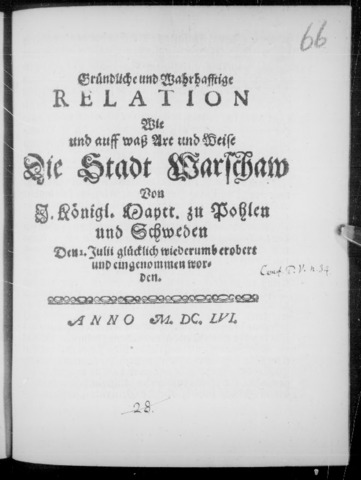 66
Gründliche und Wahrhafftige
RELATION
Wie
und auff waß Art und Weise
Die Stadt Warschaw
Von
J. Königl. Maytt. zu Pohlen
und Schweden
Den 1. Julii glücklich wiederumb erobert
und eingenommen wor-
den.
ANNO M. DC. LVI.
28.